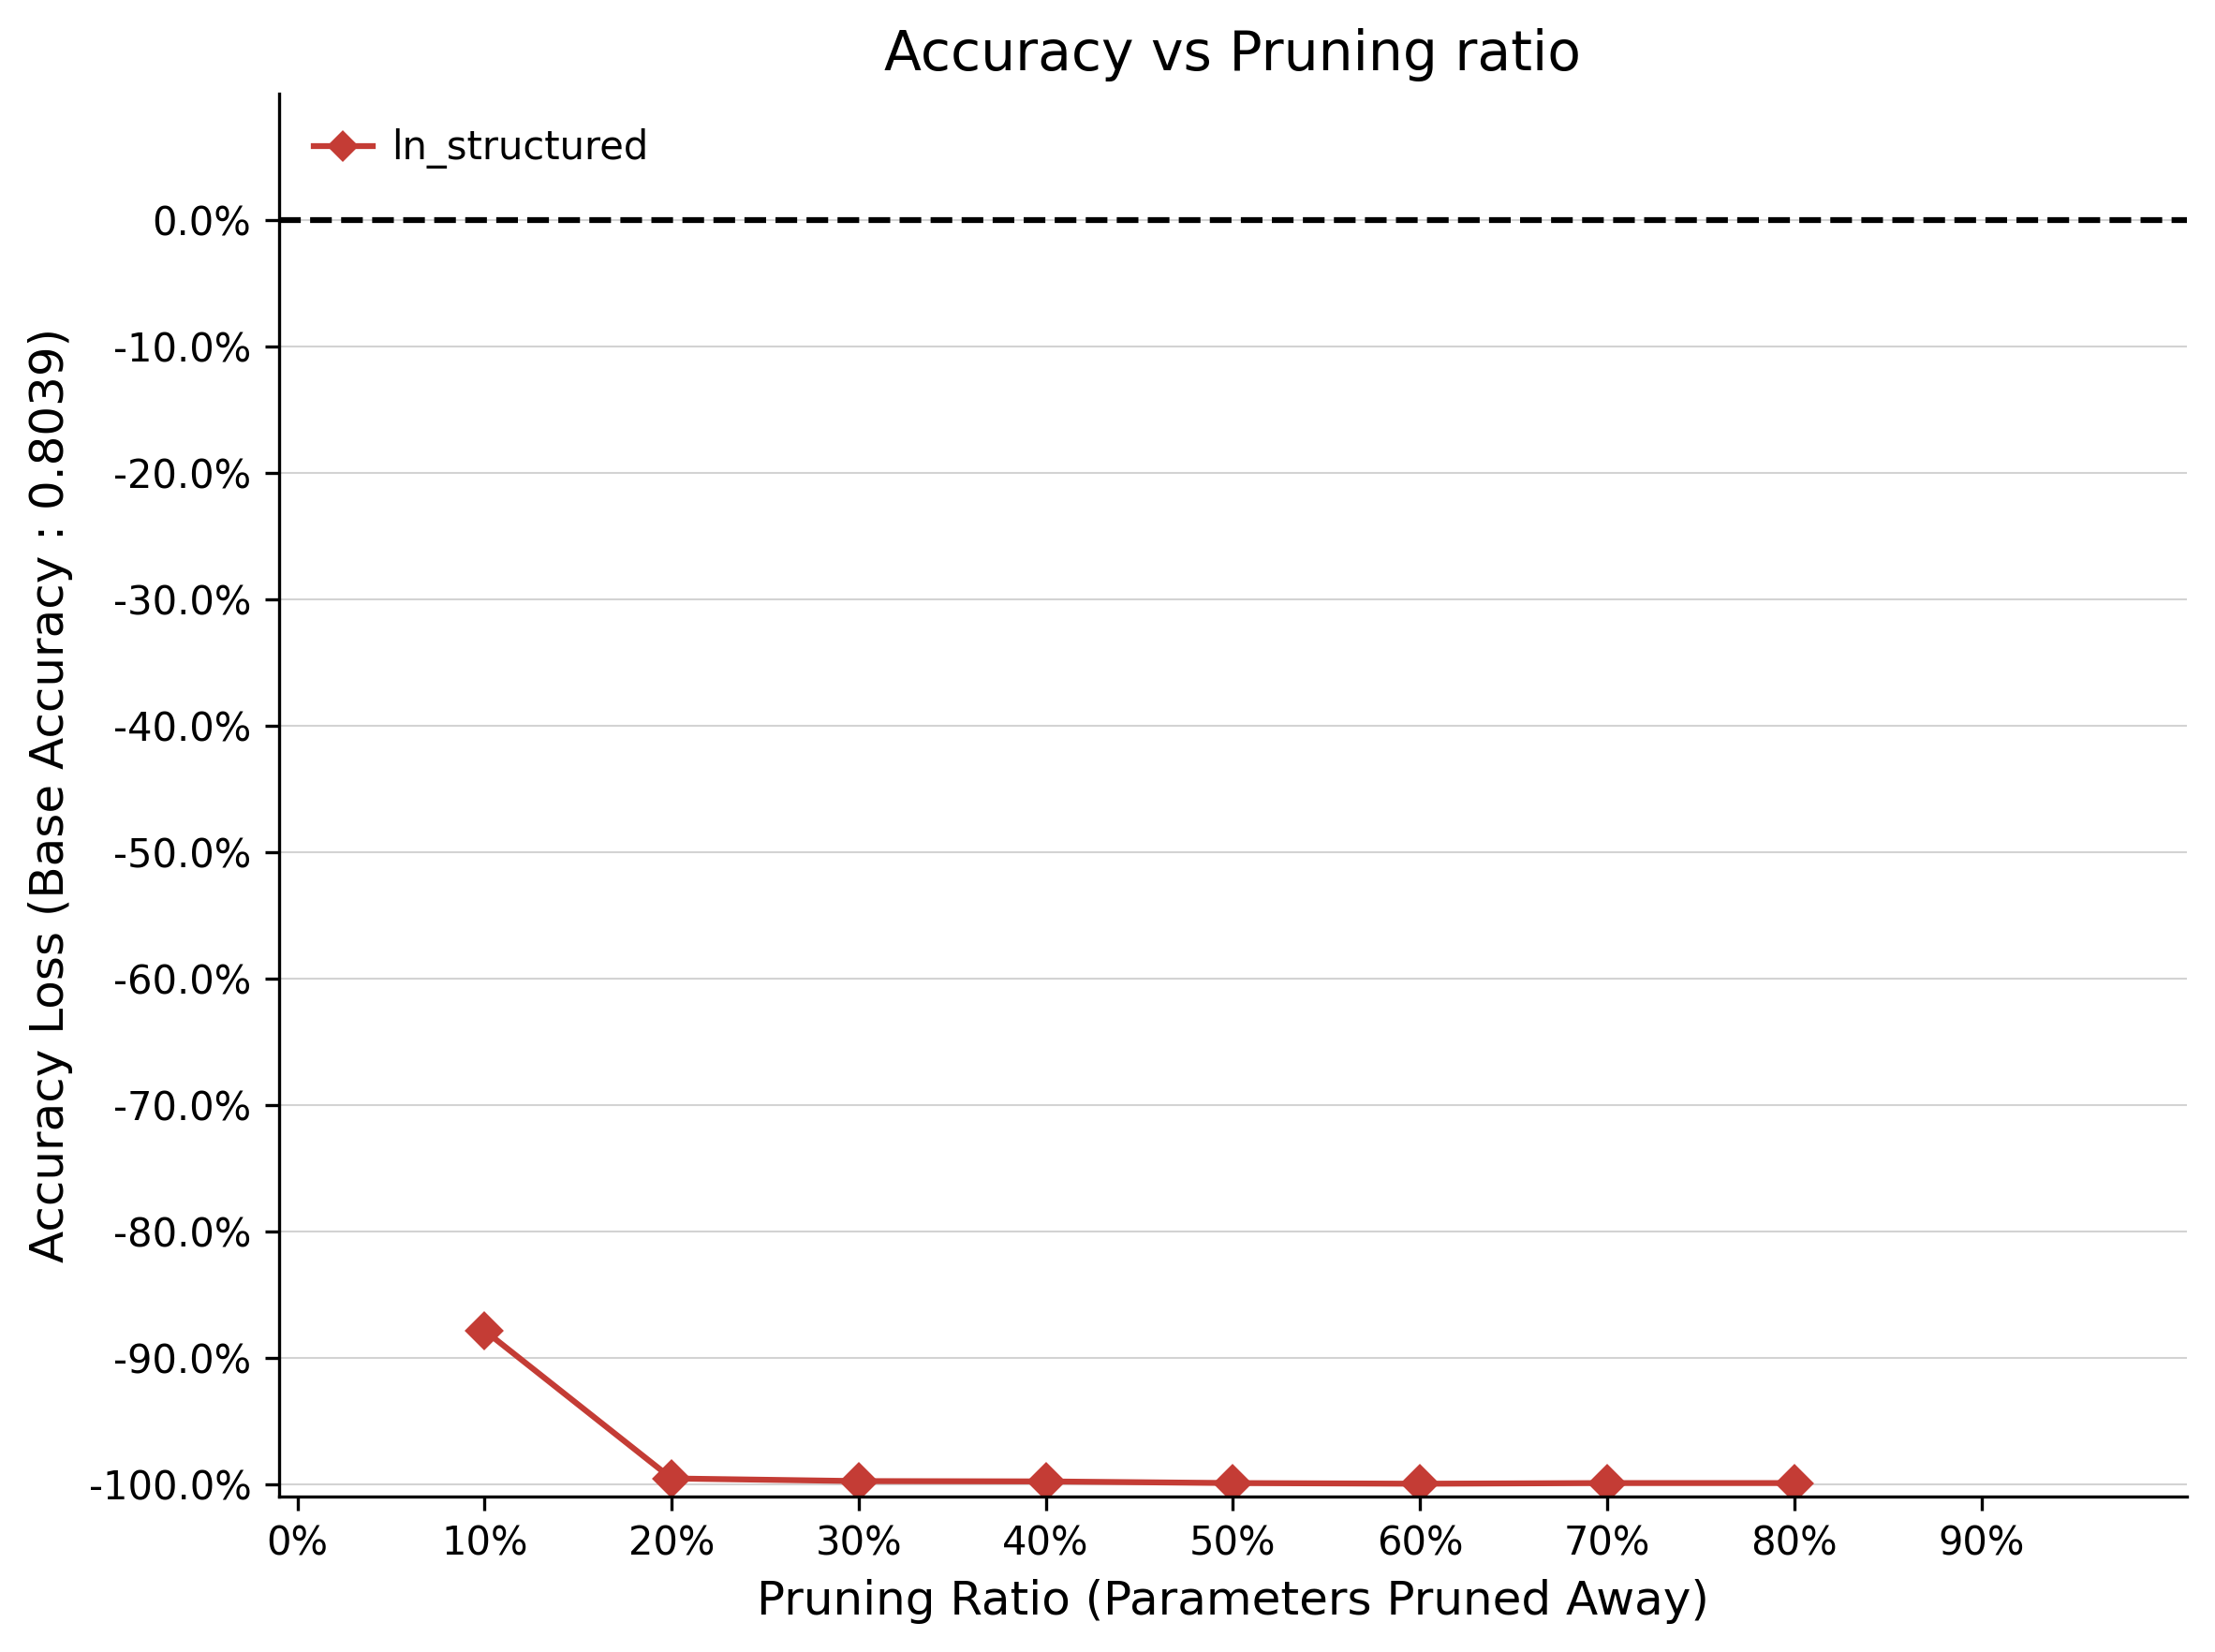 Accuracy vs Pruning ratio
ln_structured
0.0%
-10.0%
-20.0%
-30.0%
-40.0%
-50.0%
-60.0%
-70.0%
-80.0%
-90.0%
-100.0%
Accuracy Loss (Base Accuracy : 0.8039)
0% 10% 20% 30% 40% 50% 60% 70% 80% 90%
Pruning Ratio (Parameters Pruned Away)